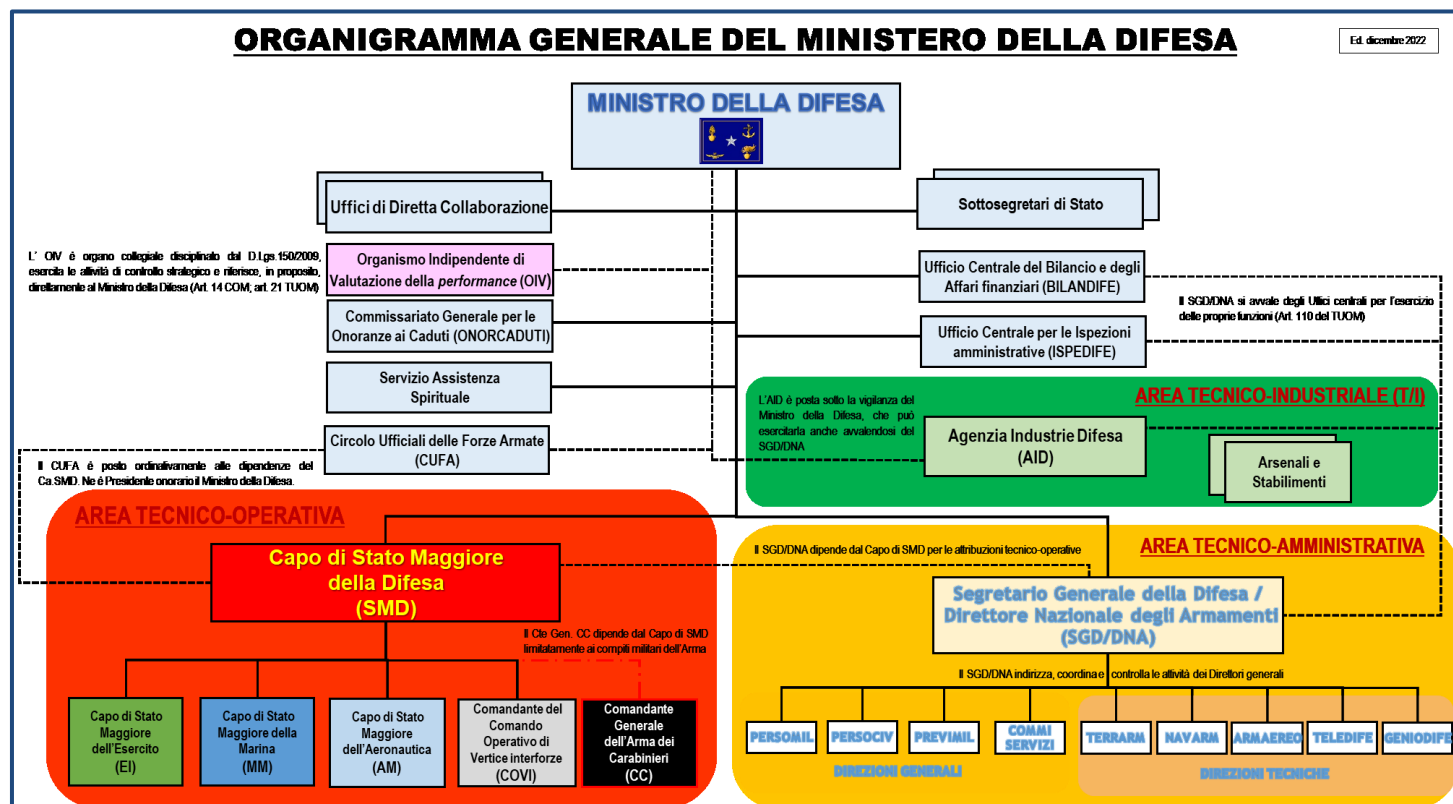 ORGANIGRAMMA GENERALE DEL MINISTERO DELLA DIFESA
Ed. dicembre 2022
MINISTRO DELLA DIFESA
Uffici di Diretta Collaborazione
Sottosegretari di Stato
L' OIV é organo collegiale disciplinato dal D.Lgs.150/2009,
esercita le attività di controllo strategico e riferisce, in proposito,
direttamente al Ministro della Difesa (Art. 14 COM; art. 21 TUOM)
Organismo Indipendente di
Valutazione della performance (OIV)
Ufficio Centrale del Bilancio e degli
Affari finanziari (BILANDIFE)
Il SGD/DNA si avvale degli Uffici centrali per l'esercizio
delle proprie funzioni (Art. 110 del TUOM)
Commissariato Generale per le
Onoranze ai Caduti (ONORCADUTI)
Ufficio Centrale per le Ispezioni
amministrative (ISPEDIFE)
Servizio Assistenza
Spirituale
AREA TECNICO-INDUSTRIALE (T/I)
L'AID è posta sotto la vigilanza del
Ministro della Difesa, che può
esercitarla anche avvalendosi del
SGD/DNA
Agenzia Industrie Difesa
(AID)
Arsenali e
Stabilimenti
Circolo Ufficiali delle Forze Armate
(CUFA)
Il CUFA é posto ordinativamente alle dipendenze del
Ca.SMD. Ne è Presidente onorario il Ministro della Difesa.
AREA TECNICO-OPERATIVA
Capo di Stato Maggiore
della Difesa
(SMD)
Il SGD/DNA dipende dal Capo di SMD per le attribuzioni tecnico-operative
AREA TECNICO-AMMINISTRATIVA
Segretario Generale della Difesa /
Direttore Nazionale degli Armamenti
(SGD/DNA)
Il Cte Gen. CC dipende dal Capo di SMD
limitatamente ai compiti militari dell'Arma
Il SGD/DNA indirizza, coordina e controlla le attività dei Direttori generali
Capo di Stato
Maggiore
dell'Esercito
(EI)
Capo di Stato
Maggiore della
Marina
(MM)
Capo di Stato
Maggiore
dell'Aeronautica
(AM)
Comandante del
Comando
Operativo di
Vertice interforze
(COVI)
Comandante
Generale
dell'Arma dei
Carabinieri
(CC)
PERSOMIL
PERSOCIV
PREVIMIL
COMMI
SERVIZI
TERRARM
NAVARM
ARMAEREO
TELEDIFE
GENIODIFE
DIREZIONI GENERALI
DIREZIONI TECNICHE